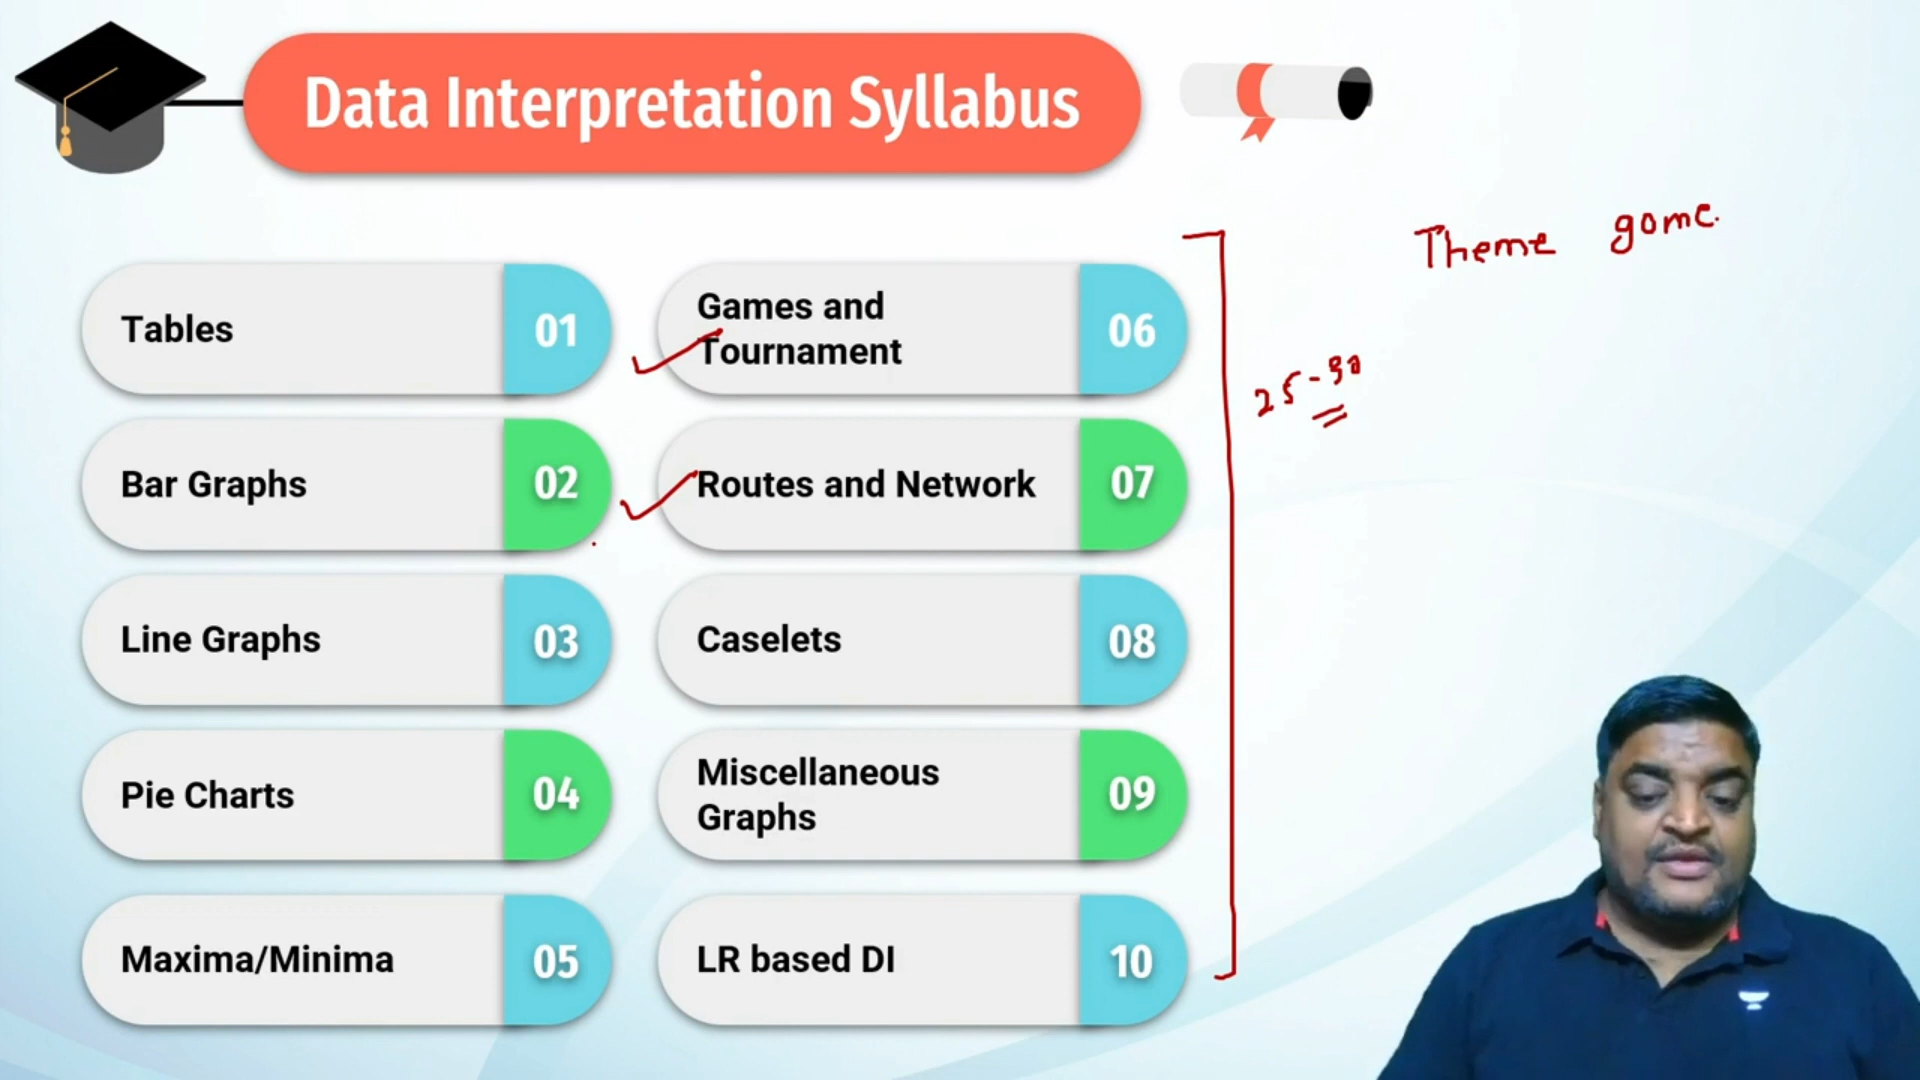 Data Interpretation Syllabus
Theme game.
Tables 01
Games and
Tournament 06
25-30
Bar Graphs 02
Routes and Network 07
Line Graphs 03
Caselets 08
Pie Charts 04
Miscellaneous
Graphs 09
Maxima/Minima 05
LR based DI 10